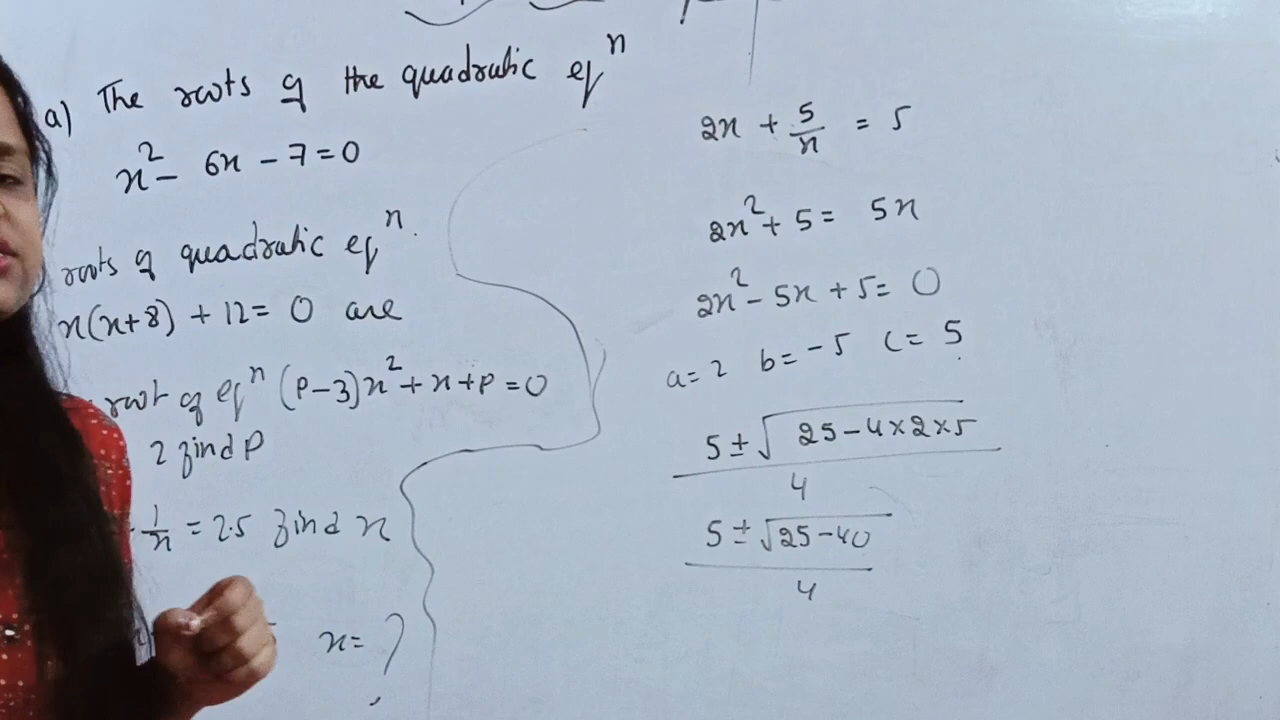 a) The roots of the quadratic eqⁿ
x² - 6x - 7 = 0
roots of quadratic eqⁿ.
x(x+8) + 12 = 0 are
root of eqⁿ (P-3)x² + x + p = 0
2 find P
1/x = 2.5 find x
x = ?
2x + 5/x = 5
2x² + 5 = 5x
2x² - 5x + 5 = 0
a = 2 b = -5 c = 5
5 ± √25 - 4×2×5
4
5 ± √25 - 40
4